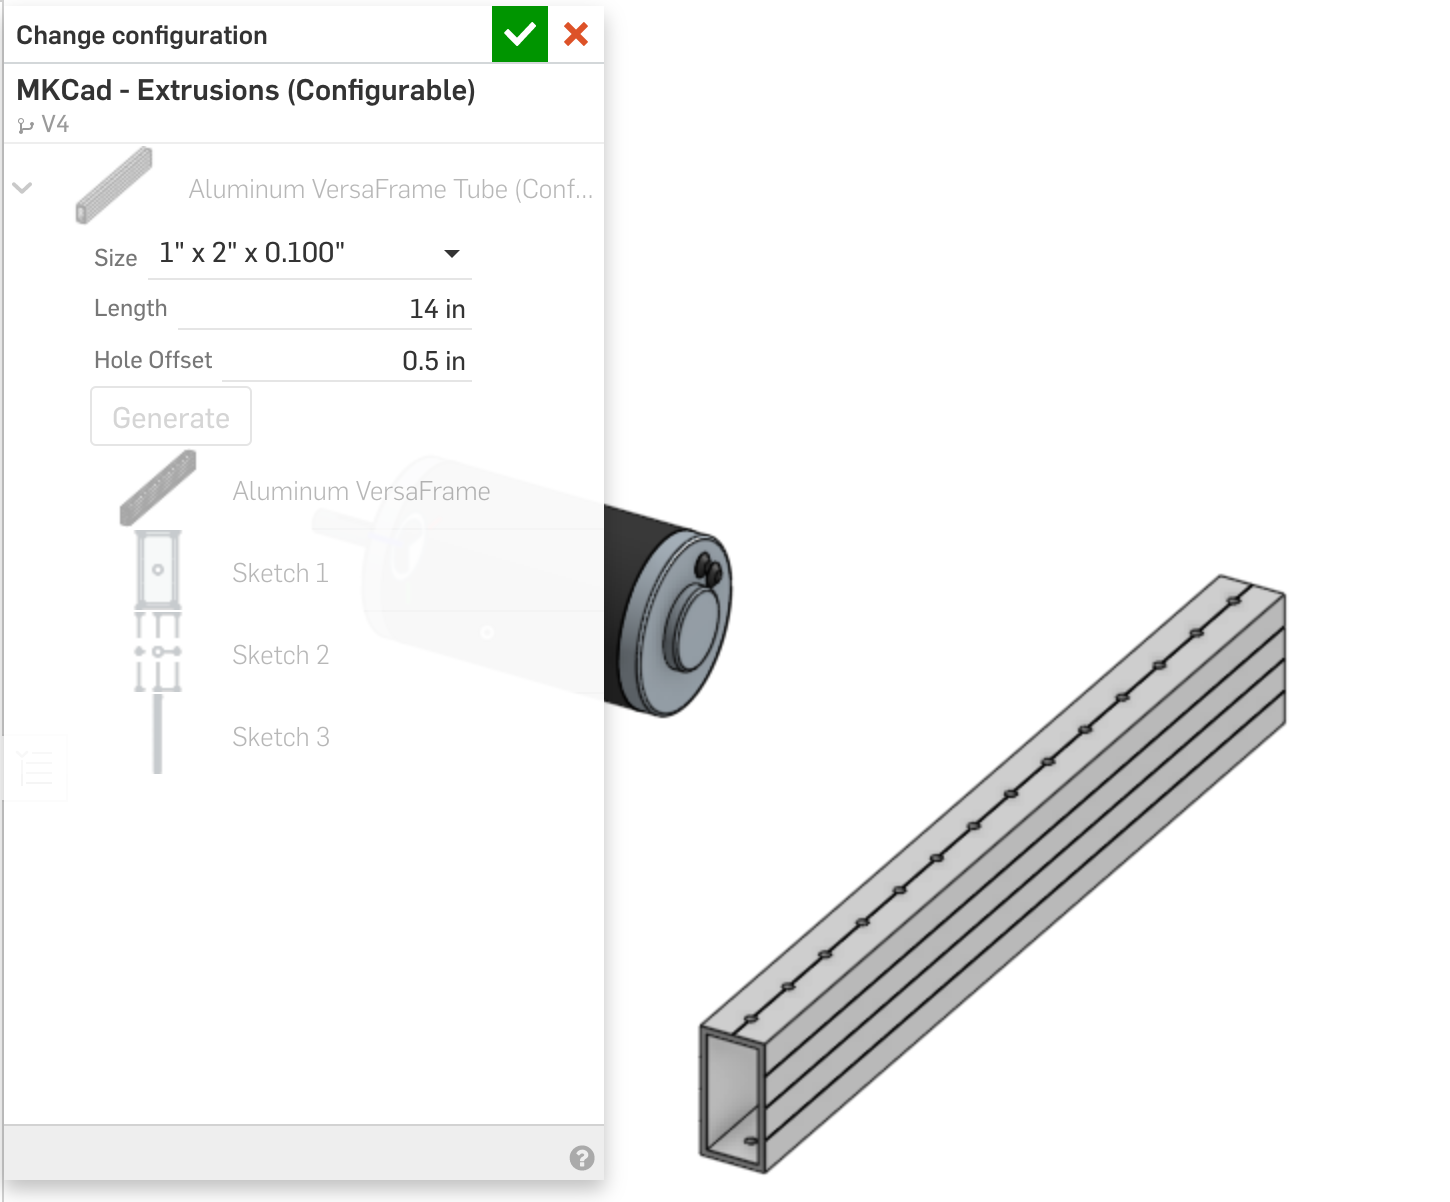 Change configuration
MKCad - Extrusions (Configurable)
V4
Aluminum VersaFrame Tube (Conf...
Size 1" x 2" x 0.100"
Length 14 in
Hole Offset 0.5 in
Generate
Aluminum VersaFrame
Sketch 1
Sketch 2
Sketch 3
?